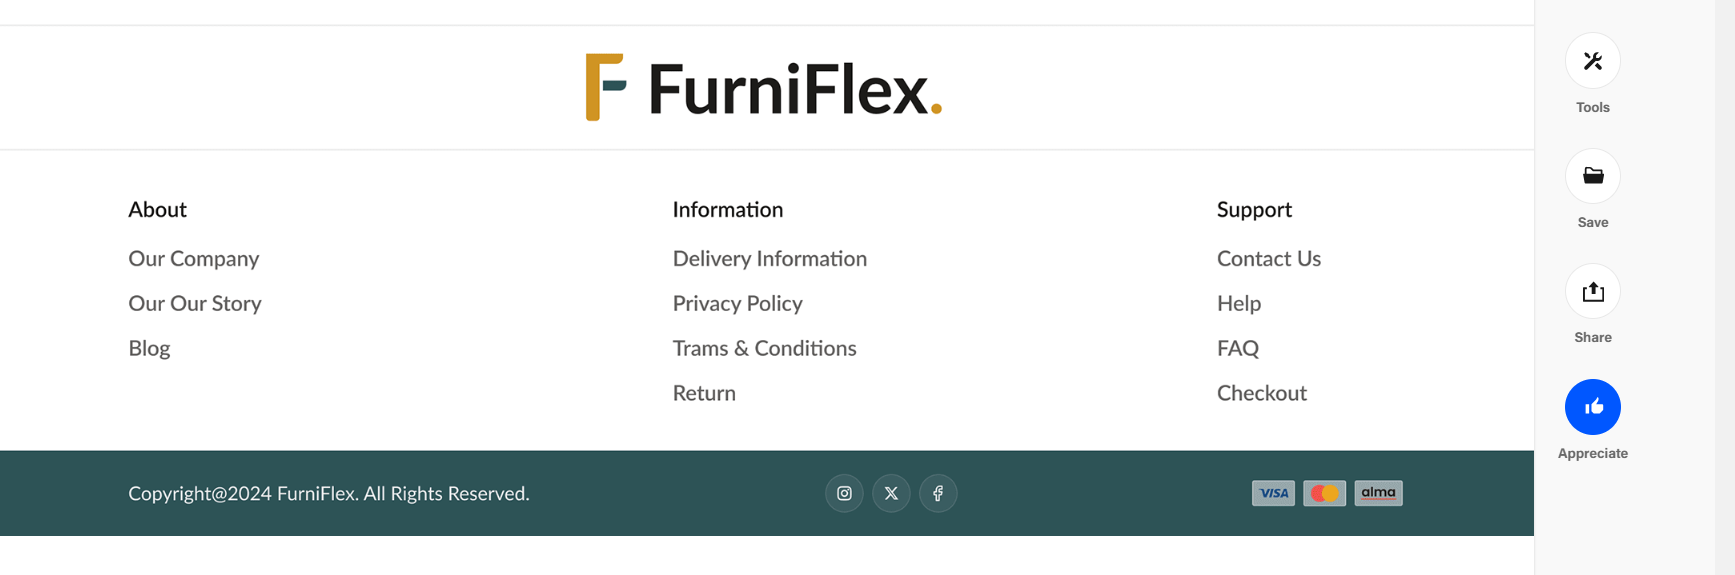 FurniFlex.
About
Our Company
Our Our Story
Blog
Information
Delivery Information
Privacy Policy
Trams & Conditions
Return
Support
Contact Us
Help
FAQ
Checkout
Copyright@2024 FurniFlex. All Rights Reserved.
VISA
alma
Tools
Save
Share
Appreciate